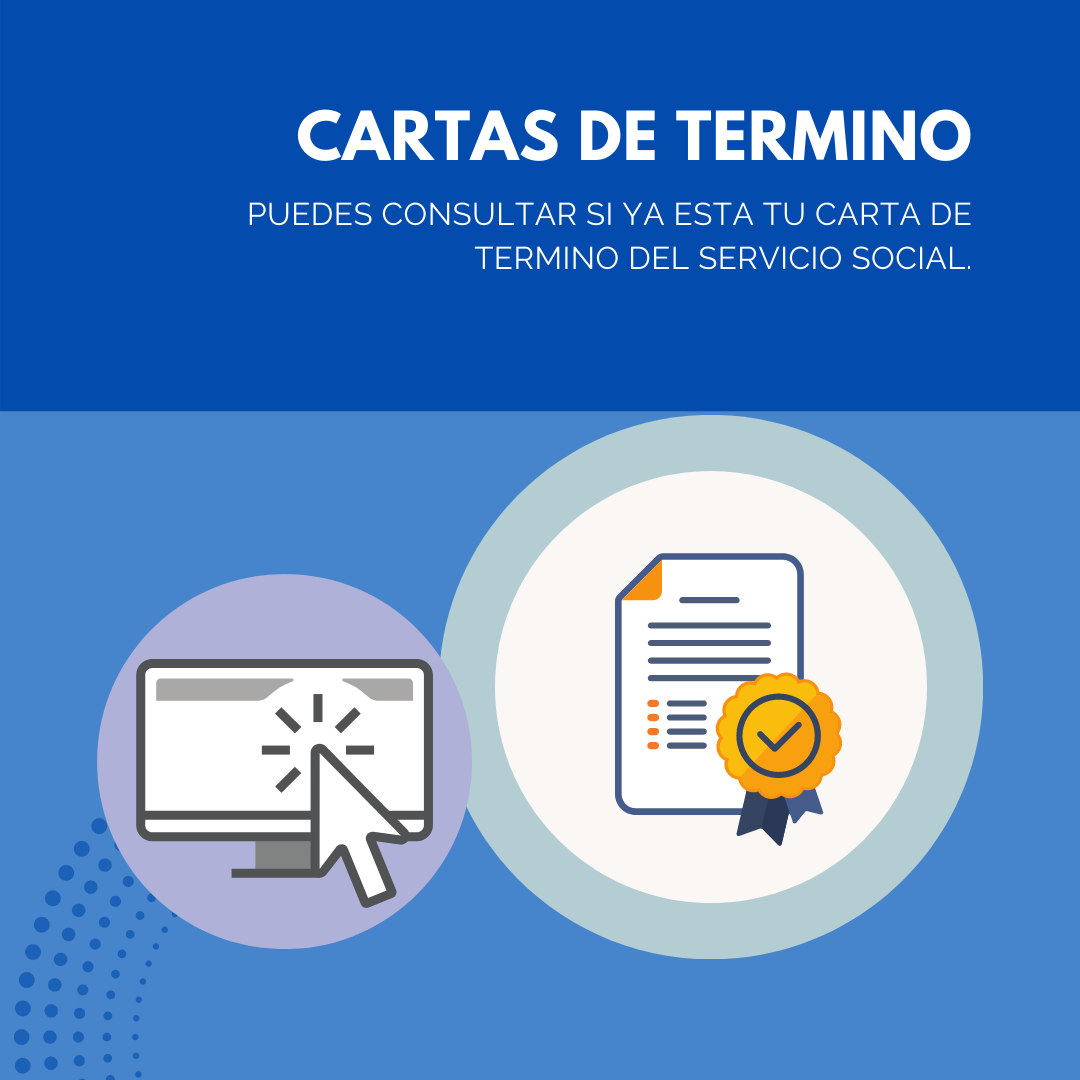 CARTAS DE TERMINO
PUEDES CONSULTAR SI YA ESTA TU CARTA DE
TERMINO DEL SERVICIO SOCIAL.